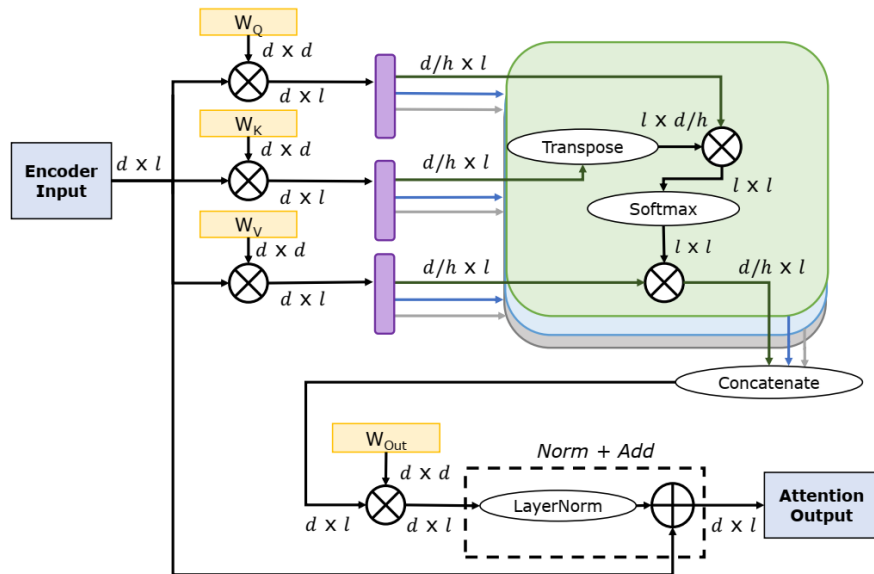 W_Q
d x d
d x l
d/h x l
W_K
d x d
l x d/h
Transpose
Encoder
Input
d x l
d x l
d/h x l
l x l
Softmax
W_V
d x d
l x l
d x l
d/h x l
d/h x l
Concatenate
W_Out
Norm + Add
d x d
LayerNorm
d x l
d x l
d x l
Attention
Output